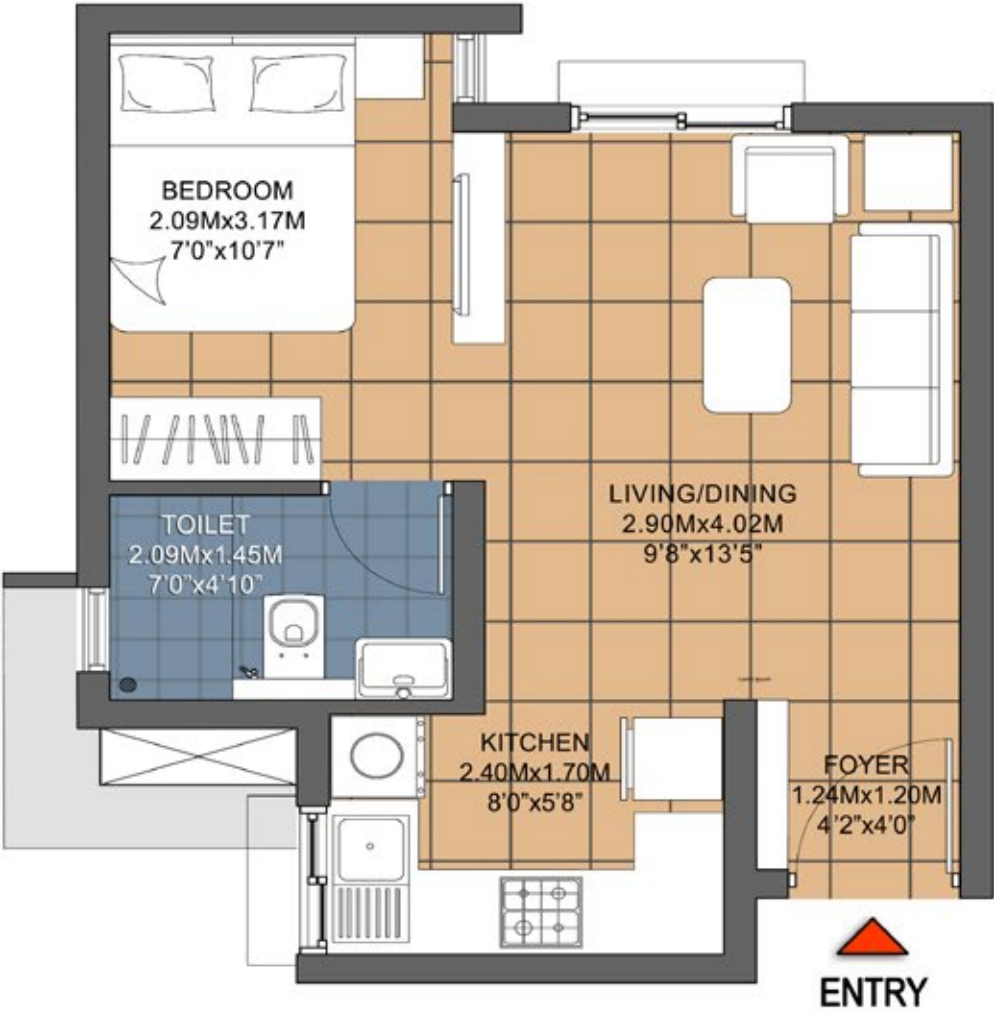 BEDROOM
2.09Mx3.17M
7'0"x10'7"
LIVING/DINING
2.90Mx4.02M
9'8"x13'5"
TOILET
2.09Mx1.45M
7'0"x4'10"
KITCHEN
2.40Mx1.70M
8'0"x5'8"
FOYER
1.24Mx1.20M
4'2"x4'0"
ENTRY